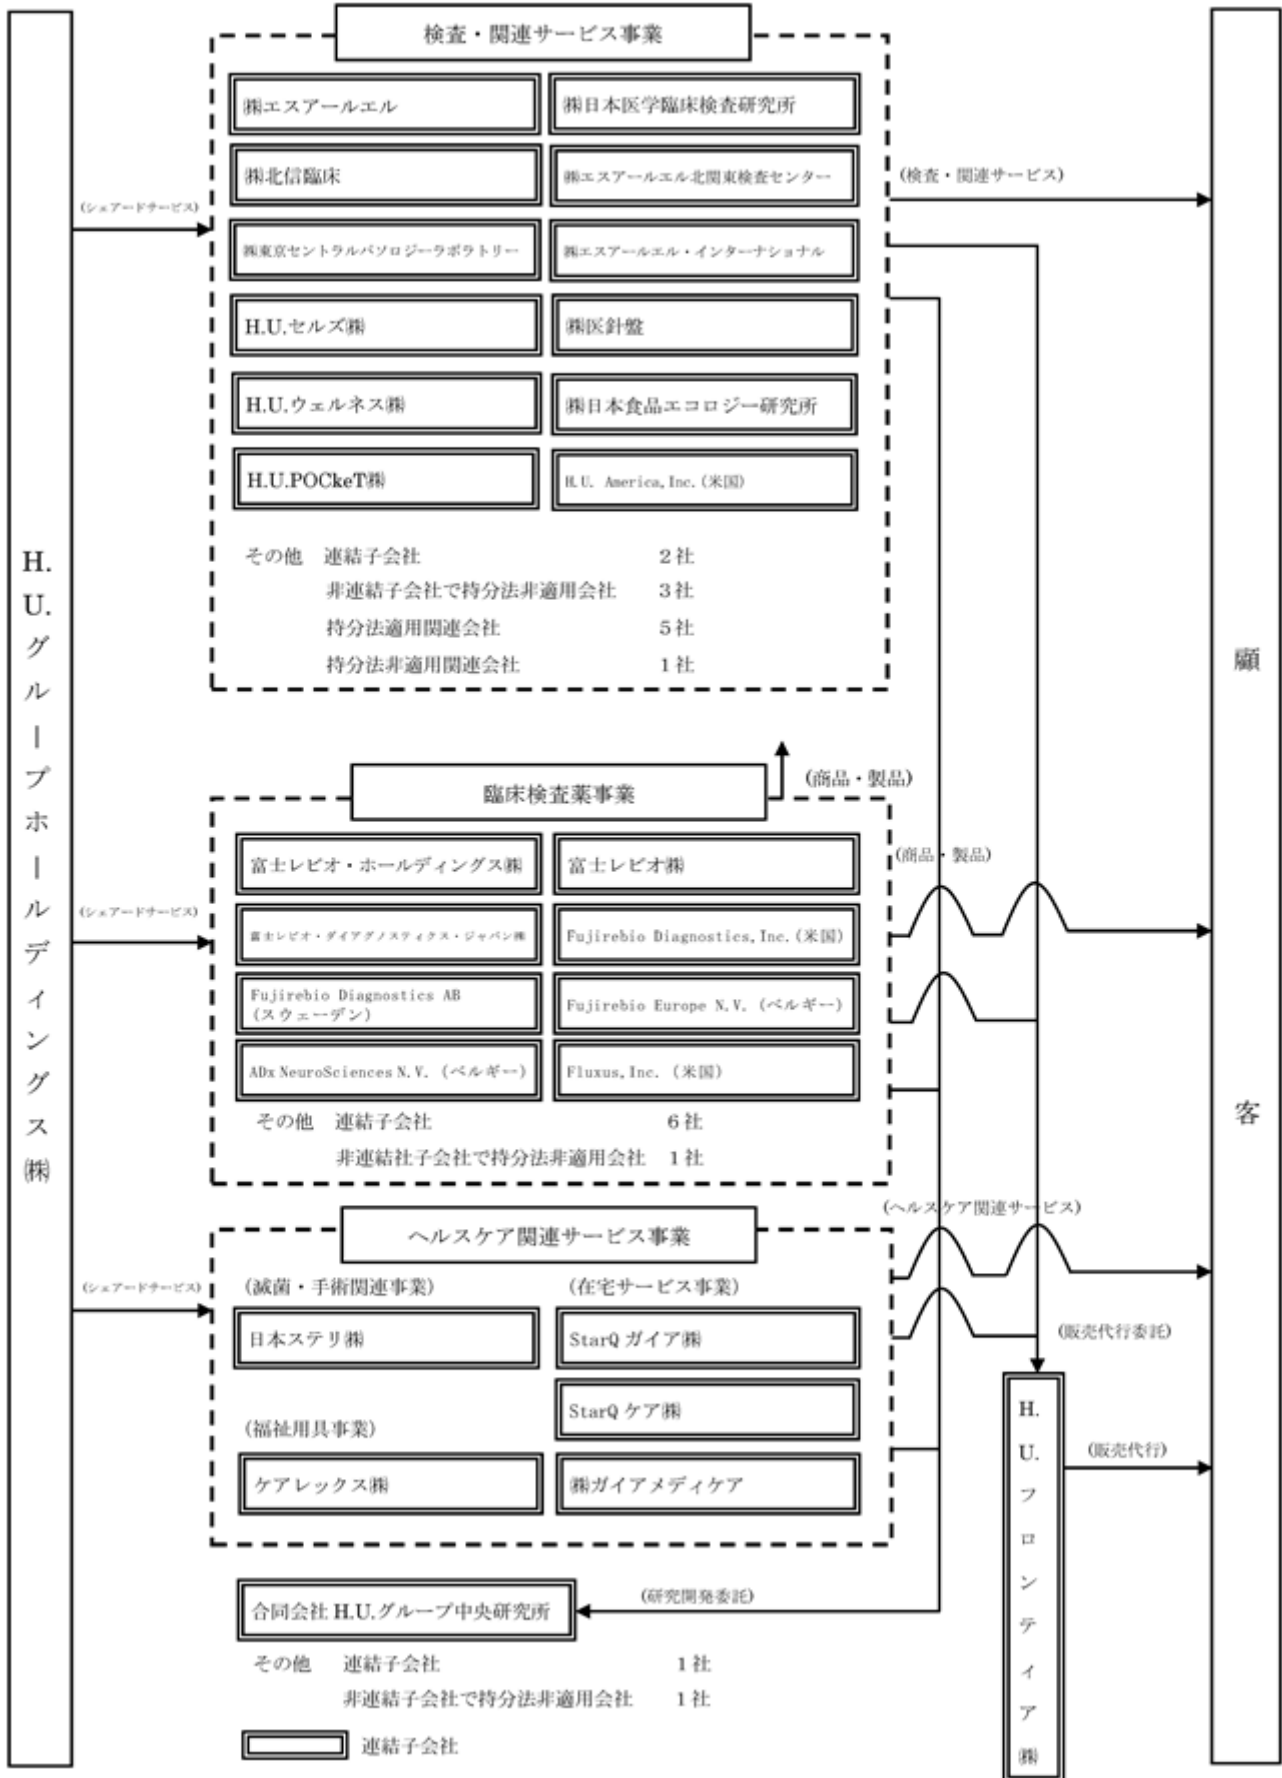 H.U.グループホールディングス㈱
検査・関連サービス事業
㈱エスアールエル
㈱日本医学臨床検査研究所
㈱北信臨床
㈱エスアールエル北関東検査センター
㈱東京セントラルパソロジーラボラトリー
㈱エスアールエル・インターナショナル
H.U.セルズ㈱
㈱医針盤
H.U.ウェルネス㈱
㈱日本食品エコロジー研究所
H.U.POCkeT㈱
H.U. America,Inc.(米国)
その他 連結子会社 2社
非連結子会社で持分法非適用会社 3社
持分法適用関連会社 5社
持分法非適用関連会社 1社
(シェアードサービス)
(検査・関連サービス)
(商品・製品)
臨床検査薬事業
富士レビオ・ホールディングス㈱
富士レビオ㈱
富士レビオ・ダイアグノスティクス・ジャパン㈱
Fujirebio Diagnostics,Inc.(米国)
Fujirebio Diagnostics AB
(スウェーデン)
Fujirebio Europe N.V. (ベルギー)
ADx NeuroSciences N.V. (ベルギー)
Fluxus,Inc. (米国)
その他 連結子会社 6社
非連結社子会社で持分法非適用会社 1社
(シェアードサービス)
(商品・製品)
ヘルスケア関連サービス事業
(ヘルスケア関連サービス)
(滅菌・手術関連事業)
(在宅サービス事業)
日本ステリ㈱
StarQ ガイア㈱
StarQ ケア㈱
(福祉用具事業)
ケアレックス㈱
㈱ガイアメディケア
(シェアードサービス)
(販売代行委託)
H.U.フロンティア㈱
(販売代行)
合同会社 H.U.グループ中央研究所
(研究開発委託)
その他 連結子会社 1社
非連結子会社で持分法非適用会社 1社
連結子会社
顧客